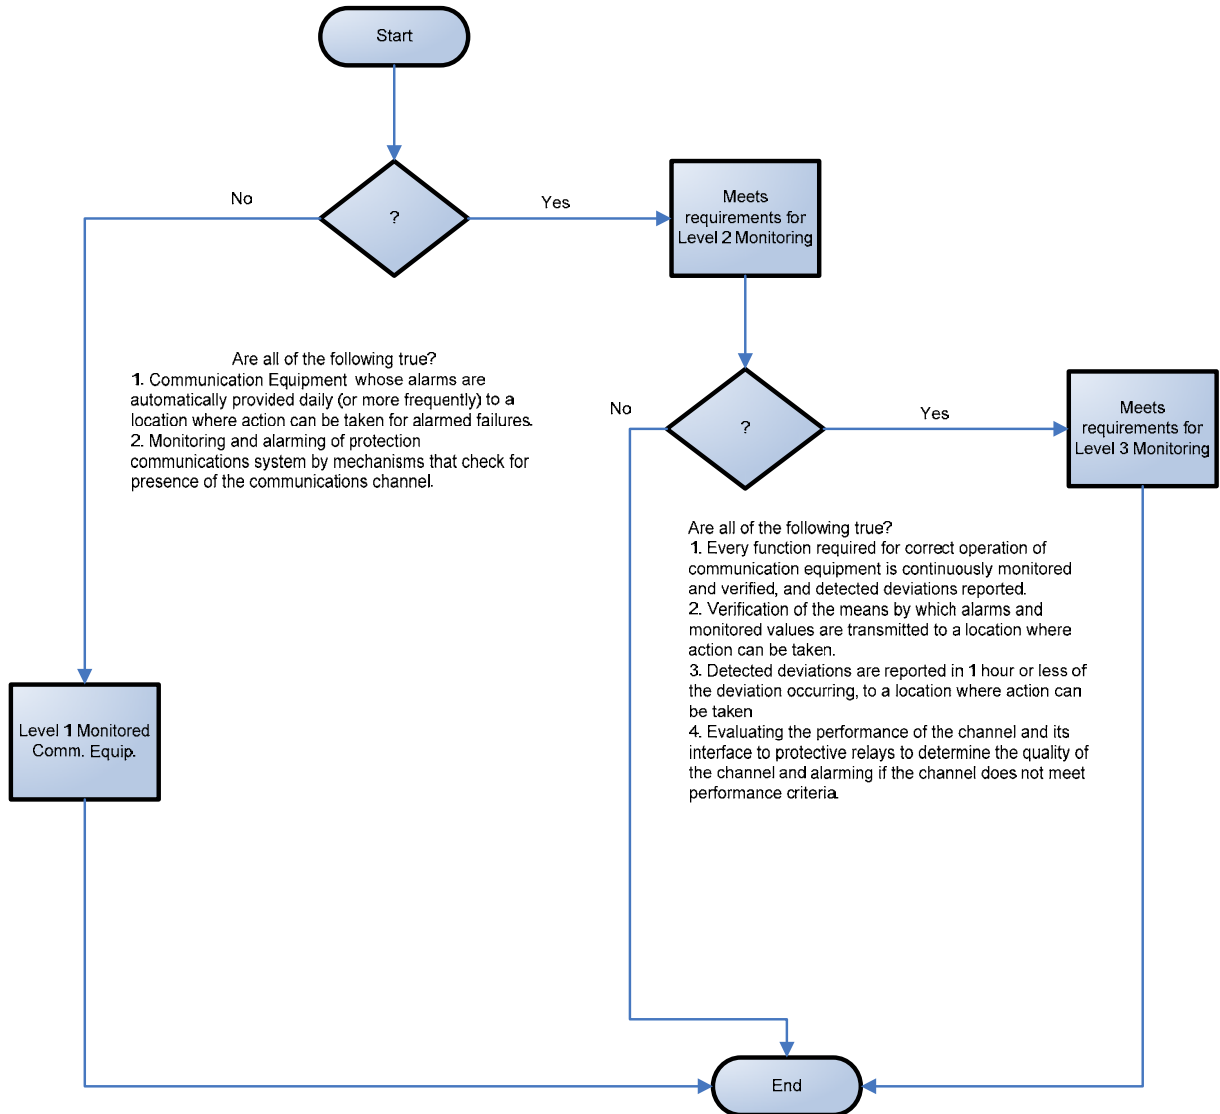 Start
No
?
Yes
Meets
requirements for
Level 2 Monitoring
Are all of the following true?
1. Communication Equipment whose alarms are
automatically provided daily (or more frequently) to a
location where action can be taken for alarmed failures.
2. Monitoring and alarming of protection
communications system by mechanisms that check for
presence of the communications channel.
No
?
Yes
Meets
requirements for
Level 3 Monitoring
Are all of the following true?
1. Every function required for correct operation of
communication equipment is continuously monitored
and verified, and detected deviations reported.
2. Verification of the means by which alarms and
monitored values are transmitted to a location where
action can be taken.
3. Detected deviations are reported in 1 hour or less of
the deviation occurring, to a location where action can
be taken
4. Evaluating the performance of the channel and its
interface to protective relays to determine the quality of
the channel and alarming if the channel does not meet
performance criteria.
Level 1 Monitored
Comm. Equip.
End